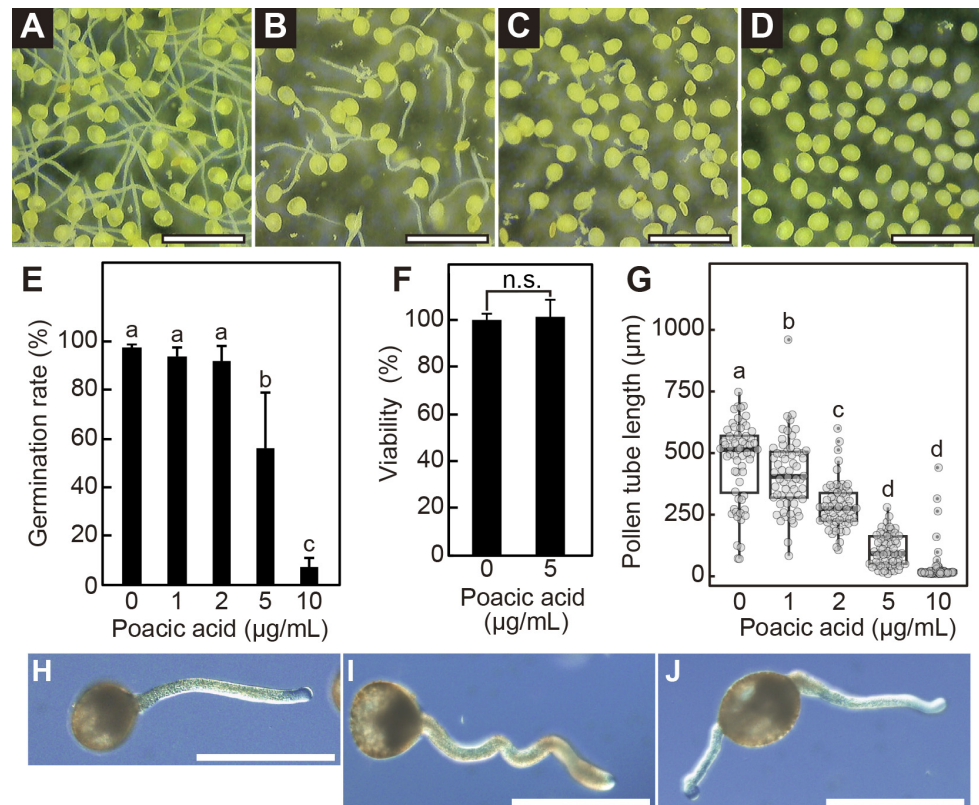 A B C D
E F G
Germination rate (%)
100
80
60
40
20
0
a a a b c
0 1 2 5 10
Poacic acid (µg/mL)
Viability (%)
100
80
60
40
20
0
n.s.
0 5
Poacic acid
(µg/mL)
Pollen tube length (µm)
1000
750
500
250
0
a b c d d
0 1 2 5 10
Poacic acid (µg/mL)
H I J